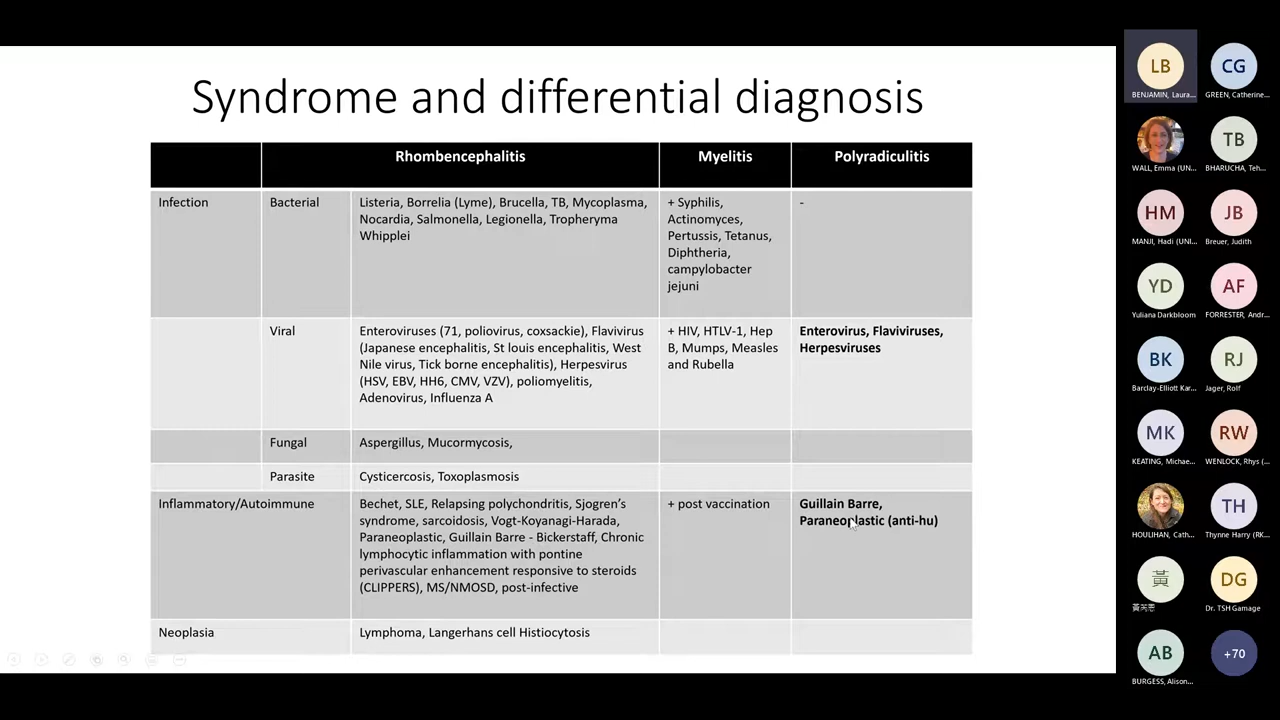 Syndrome and differential diagnosis
Rhombencephalitis
Myelitis
Polyradiculitis
Infection
Bacterial
Listeria, Borrelia (Lyme), Brucella, TB, Mycoplasma,
Nocardia, Salmonella, Legionella, Tropheryma
Whipplei
+ Syphilis,
Actinomyces,
Pertussis, Tetanus,
Diphtheria,
campylobacter
jejuni
-
Viral
Enteroviruses (71, poliovirus, coxsackie), Flavivirus
(Japanese encephalitis, St louis encephalitis, West
Nile virus, Tick borne encephalitis), Herpesvirus
(HSV, EBV, HH6, CMV, VZV), poliomyelitis,
Adenovirus, Influenza A
+ HIV, HTLV-1, Hep
B, Mumps, Measles
and Rubella
Enterovirus, Flaviviruses,
Herpesviruses
Fungal
Aspergillus, Mucormycosis,
Parasite
Cysticercosis, Toxoplasmosis
Inflammatory/Autoimmune
Bechet, SLE, Relapsing polychondritis, Sjogren's
syndrome, sarcoidosis, Vogt-Koyanagi-Harada,
Paraneoplastic, Guillain Barre - Bickerstaff, Chronic
lymphocytic inflammation with pontine
perivascular enhancement responsive to steroids
(CLIPPERS), MS/NMOSD, post-infective
+ post vaccination
Guillain Barre,
Paraneoplastic (anti-hu)
Neoplasia
Lymphoma, Langerhans cell Histiocytosis
LB
BENJAMIN, Laura...
CG
GREEN, Catherine...
WALL, Emma (UN...
TB
BHARUCHA, Teh...
HM
MANJI, Hadi (UNI...
JB
Breuer, Judith
YD
Yuliana Darkbloom
AF
FORRESTER, Andr...
BK
Barclay-Elliott Kar...
RJ
Jager, Rolf
MK
KEATING, Michae...
RW
WENLOCK, Rhys (...
HOULIHAN, Cath...
TH
Thynne Harry (RK...
黃
DG
Dr. TSH Gamage
AB
BURGESS, Alison...
+70